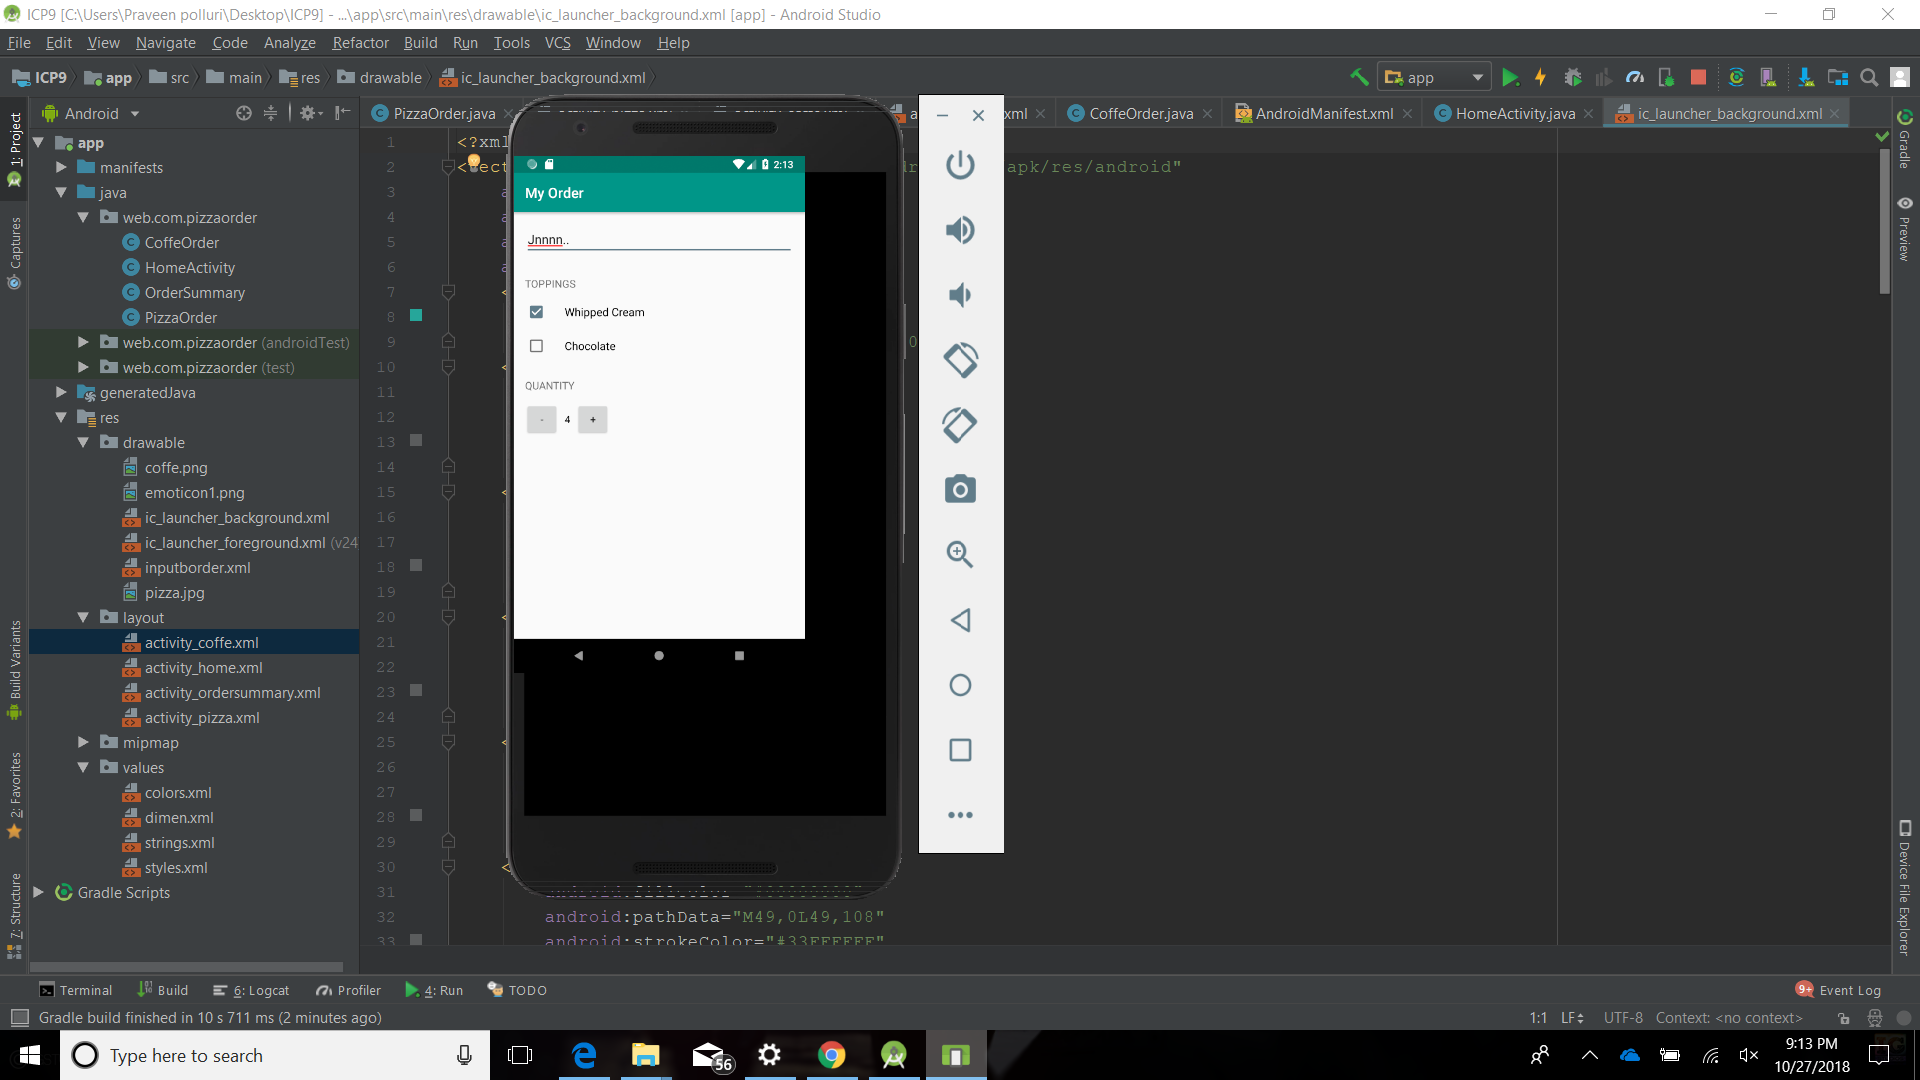 ICP9 [C:\Users\Praveen polluri\Desktop\ICP9] - ...\app\src\main\res\drawable\ic_launcher_background.xml [app] - Android Studio
File Edit View Navigate Code Analyze Refactor Build Run Tools VCS Window Help
ICP9 app src main res drawable ic_launcher_background.xml app
Android PizzaOrder.java xml CoffeOrder.java AndroidManifest.xml HomeActivity.java ic_launcher_background.xml
1: Project
Captures
Build Variants
2: Favorites
7: Structure
app
manifests
java
web.com.pizzaorder
CoffeOrder
HomeActivity
OrderSummary
PizzaOrder
web.com.pizzaorder (androidTest)
web.com.pizzaorder (test)
generatedJava
res
drawable
coffe.png
emoticon1.png
ic_launcher_background.xml
ic_launcher_foreground.xml (v24
inputborder.xml
pizza.jpg
layout
activity_coffe.xml
activity_home.xml
activity_ordersummary.xml
activity_pizza.xml
mipmap
values
colors.xml
dimen.xml
strings.xml
styles.xml
Gradle Scripts
1 <?xml
2 apk/res/android"
3
4
5
6
7
8
9
10
11
12
13
14
15
16
17
18
19
20
21
22
23
24
25
26
27
28
29
30
31
32 android:pathData="M49,0L49,108"
33 android:strokeColor="#33FFFFFF"
2:13
My Order
Jnnnn..
TOPPINGS
Whipped Cream
Chocolate
QUANTITY
- 4 +
Gradle
Preview
Device File Explorer
Terminal Build 6: Logcat Profiler 4: Run TODO 9+ Event Log
Gradle build finished in 10 s 711 ms (2 minutes ago) 1:1 LF UTF-8 Context: <no context>
Type here to search 56 9:13 PM
10/27/2018